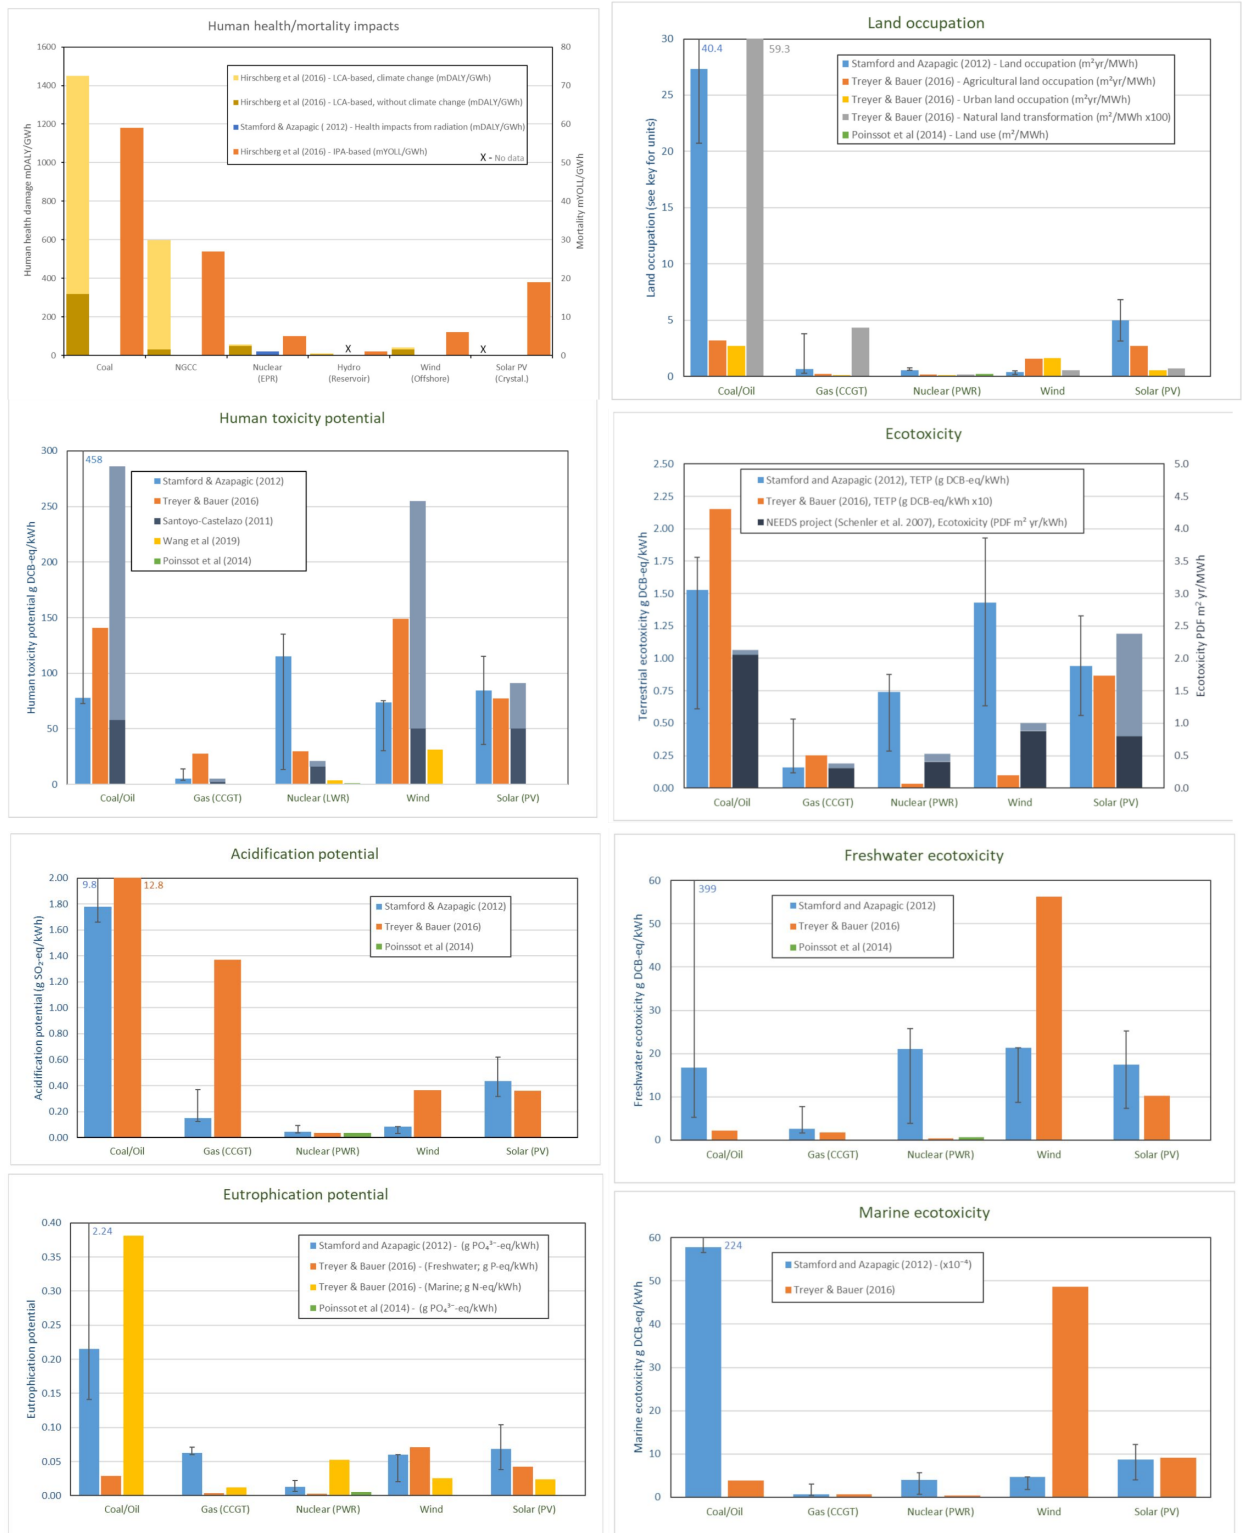 Human health/mortality impacts
1600
1400
1200
1000
800
600
400
200
0
Human health damage mDALY/GWh
80
70
60
50
40
30
20
10
0
Mortality mYOLL/GWh
Hirschberg et al (2016) - LCA-based, climate change (mDALY/GWh)
Hirschberg et al (2016) - LCA-based, without climate change (mDALY/GWh)
Stamford & Azapagic ( 2012) - Health impacts from radiation (mDALY/GWh)
Hirschberg et al (2016) - IPA-based (mYOLL/GWh)
X - No data
X
X
Coal
NGCC
Nuclear
(EPR)
Hydro
(Reservoir)
Wind
(Offshore)
Solar PV
(Crystal.)
Land occupation
30
25
20
15
10
5
0
Land occupation (see key for units)
40.4
59.3
Stamford and Azapagic (2012) - Land occupation (m²yr/MWh)
Treyer & Bauer (2016) - Agricultural land occupation (m²yr/MWh)
Treyer & Bauer (2016) - Urban land occupation (m²yr/MWh)
Treyer & Bauer (2016) - Natural land transformation (m²/MWh x100)
Poinssot et al (2014) - Land use (m²/MWh)
Coal/Oil
Gas (CCGT)
Nuclear (PWR)
Wind
Solar (PV)
Human toxicity potential
300
250
200
150
100
50
0
Human toxicity potential g DCB-eq/kWh
458
Stamford & Azapagic (2012)
Treyer & Bauer (2016)
Santoyo-Castelazo (2011)
Wang et al (2019)
Poinssot et al (2014)
Coal/Oil
Gas (CCGT)
Nuclear (LWR)
Wind
Solar (PV)
Ecotoxicity
2.50
2.25
2.00
1.75
1.50
1.25
1.00
0.75
0.50
0.25
0.00
Terrestrial ecotoxicity g DCB-eq/kWh
5.0
4.5
4.0
3.5
3.0
2.5
2.0
1.5
1.0
0.5
0.0
Ecotoxicity PDF m² yr/MWh
Stamford and Azapagic (2012), TETP (g DCB-eq/kWh)
Treyer & Bauer (2016), TETP (g DCB-eq/kWh x10)
NEEDS project (Schenler et al. 2007), Ecotoxicity (PDF m² yr/kWh)
Coal/Oil
Gas (CCGT)
Nuclear (PWR)
Wind
Solar (PV)
Acidification potential
2.00
1.80
1.60
1.40
1.20
1.00
0.80
0.60
0.40
0.20
0.00
Acidification potential (g SO₂-eq/kWh)
9.8
12.8
Stamford & Azapagic (2012)
Treyer & Bauer (2016)
Poinssot et al (2014)
Coal/Oil
Gas (CCGT)
Nuclear (PWR)
Wind
Solar (PV)
Freshwater ecotoxicity
60
50
40
30
20
10
0
Freshwater ecotoxicity g DCB-eq/kWh
399
Stamford and Azapagic (2012)
Treyer & Bauer (2016)
Poinssot et al (2014)
Coal/Oil
Gas (CCGT)
Nuclear (PWR)
Wind
Solar (PV)
Eutrophication potential
0.40
0.35
0.30
0.25
0.20
0.15
0.10
0.05
0.00
Eutrophication potential
2.24
Stamford and Azapagic (2012) - (g PO₄³⁻-eq/kWh)
Treyer & Bauer (2016) - (Freshwater; g P-eq/kWh)
Treyer & Bauer (2016) - (Marine; g N-eq/kWh)
Poinssot et al (2014) - (g PO₄³⁻-eq/kWh)
Coal/Oil
Gas (CCGT)
Nuclear (PWR)
Wind
Solar (PV)
Marine ecotoxicity
60
50
40
30
20
10
0
Marine ecotoxicity g DCB-eq/kWh
224
Stamford and Azapagic (2012) - (x10⁻⁴)
Treyer & Bauer (2016)
Coal/Oil
Gas (CCGT)
Nuclear (PWR)
Wind
Solar (PV)